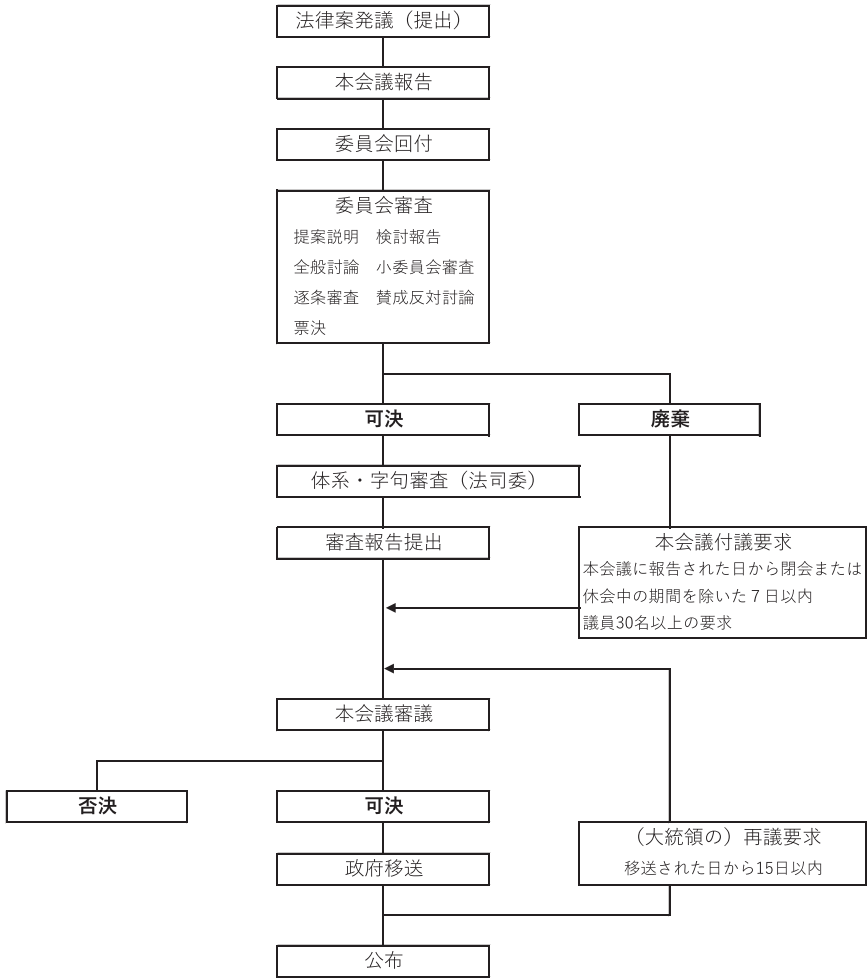 法律案発議（提出）
本会議報告
委員会回付
委員会審査
提案説明　検討報告
全般討論　小委員会審査
逐条審査　賛成反対討論
票決
可決
廃棄
体系・字句審査（法司委）
審査報告提出
本会議付議要求
本会議に報告された日から閉会または
休会中の期間を除いた７日以内
議員30名以上の要求
本会議審議
否決
可決
（大統領の）再議要求
移送された日から15日以内
政府移送
公布